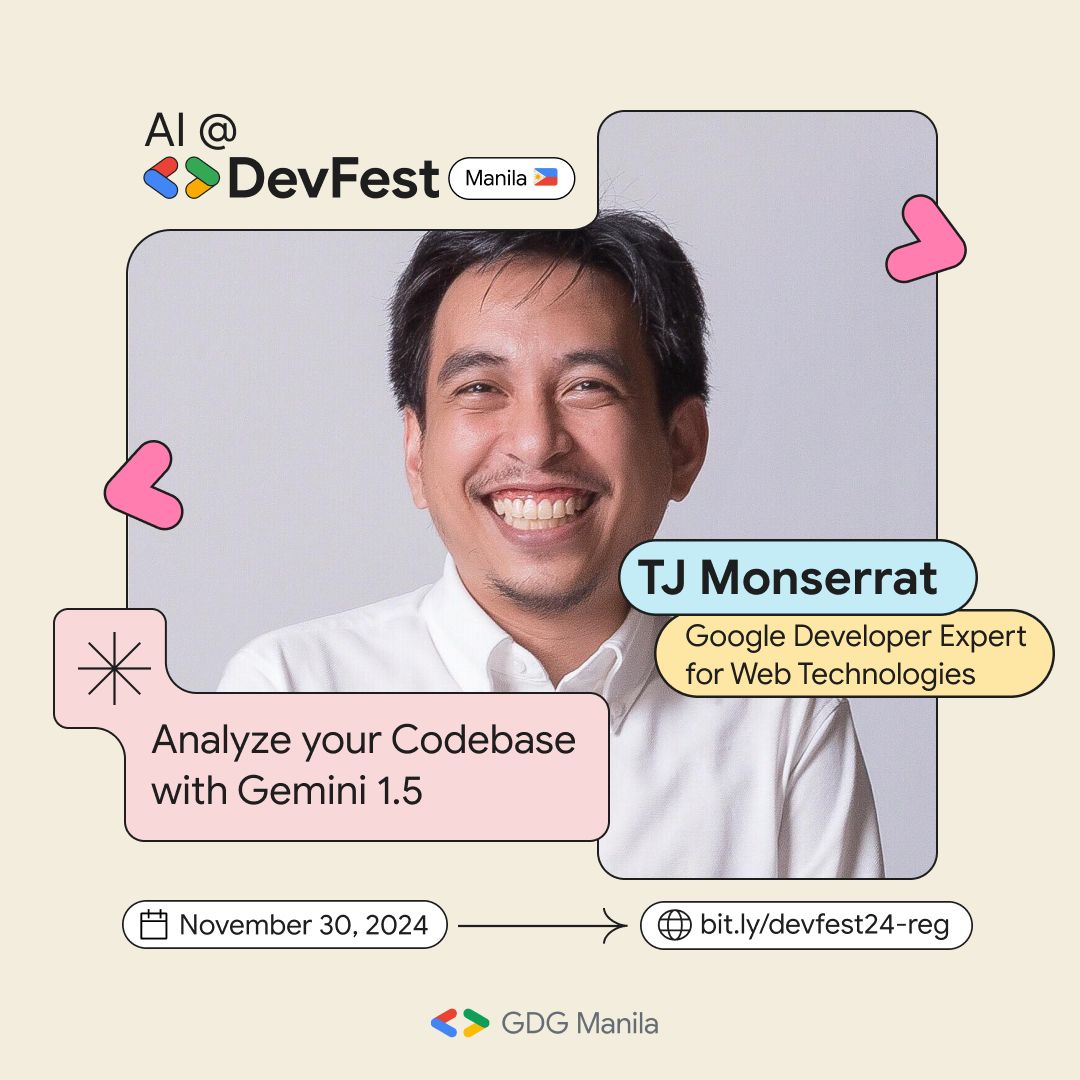 AI @
DevFest
Manila
TJ Monserrat
Google Developer Expert
for Web Technologies
Analyze your Codebase
with Gemini 1.5
November 30, 2024
bit.ly/devfest24-reg
GDG Manila